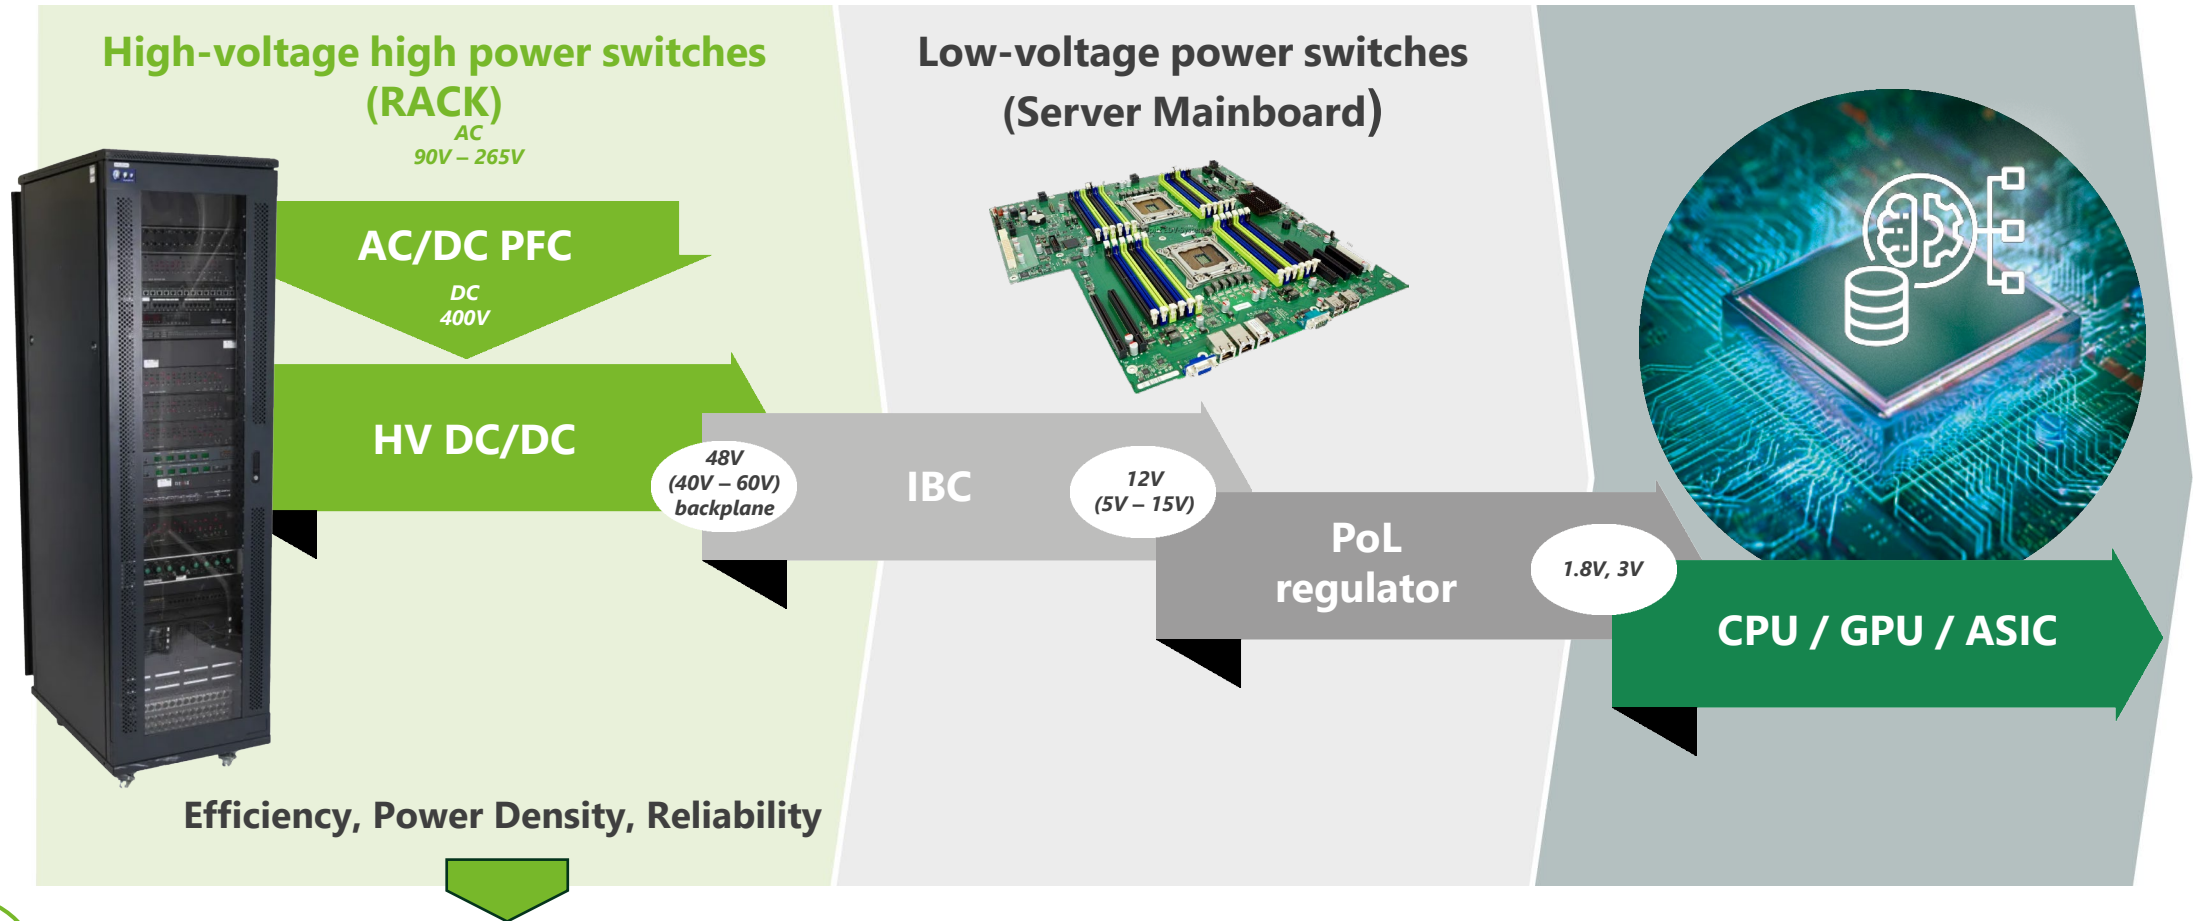 High-voltage high power switches
(RACK)
AC
90V – 265V
AC/DC PFC
DC
400V
HV DC/DC
48V
(40V – 60V)
backplane
Efficiency, Power Density, Reliability
Low-voltage power switches
(Server Mainboard)
IBC
12V
(5V – 15V)
PoL
regulator
1.8V, 3V
CPU / GPU / ASIC